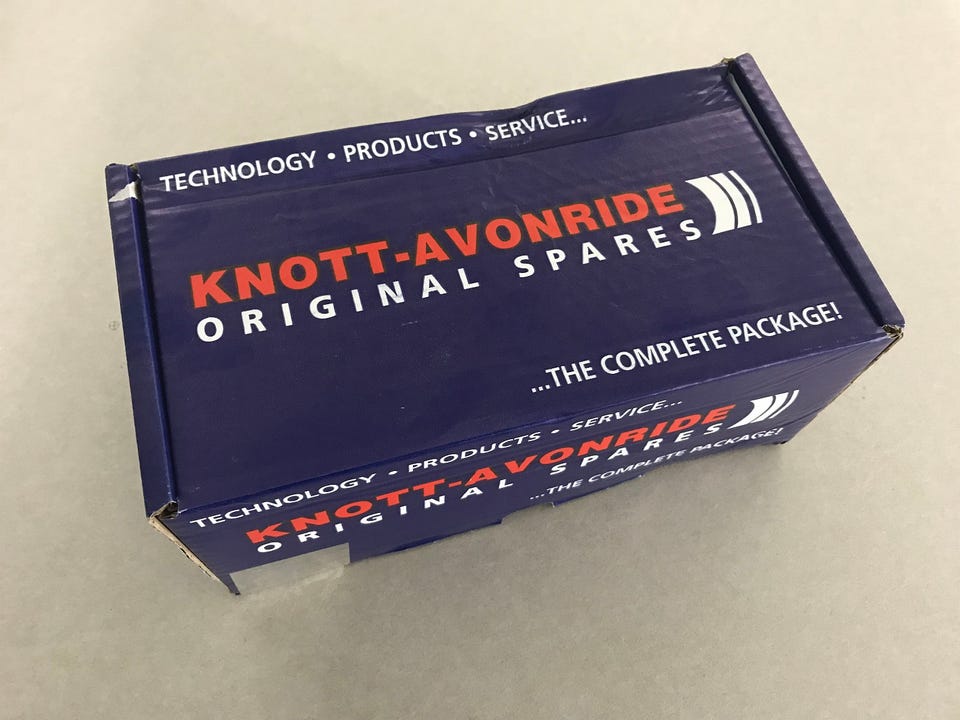 TECHNOLOGY • PRODUCTS • SERVICE...
KNOTT-AVONRIDE
ORIGINAL SPARES
...THE COMPLETE PACKAGE!
TECHNOLOGY • PRODUCTS • SERVICE...
KNOTT-AVONRIDE
ORIGINAL SPARES
...THE COMPLETE PACKAGE!